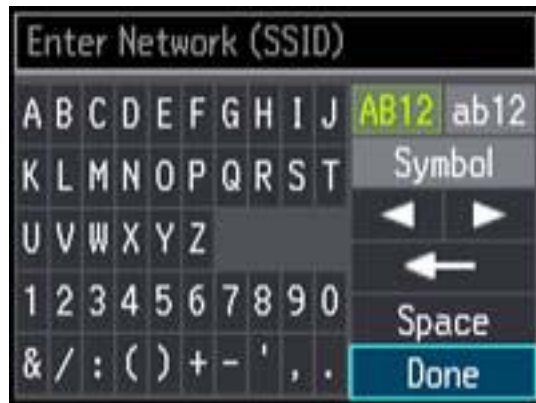 Enter Network (SSID)
A B C D E F G H I J AB12 ab12
K L M N O P Q R S T Symbol
U V W X Y Z
1 2 3 4 5 6 7 8 9 0 Space
& / : ( ) + - ' , . Done